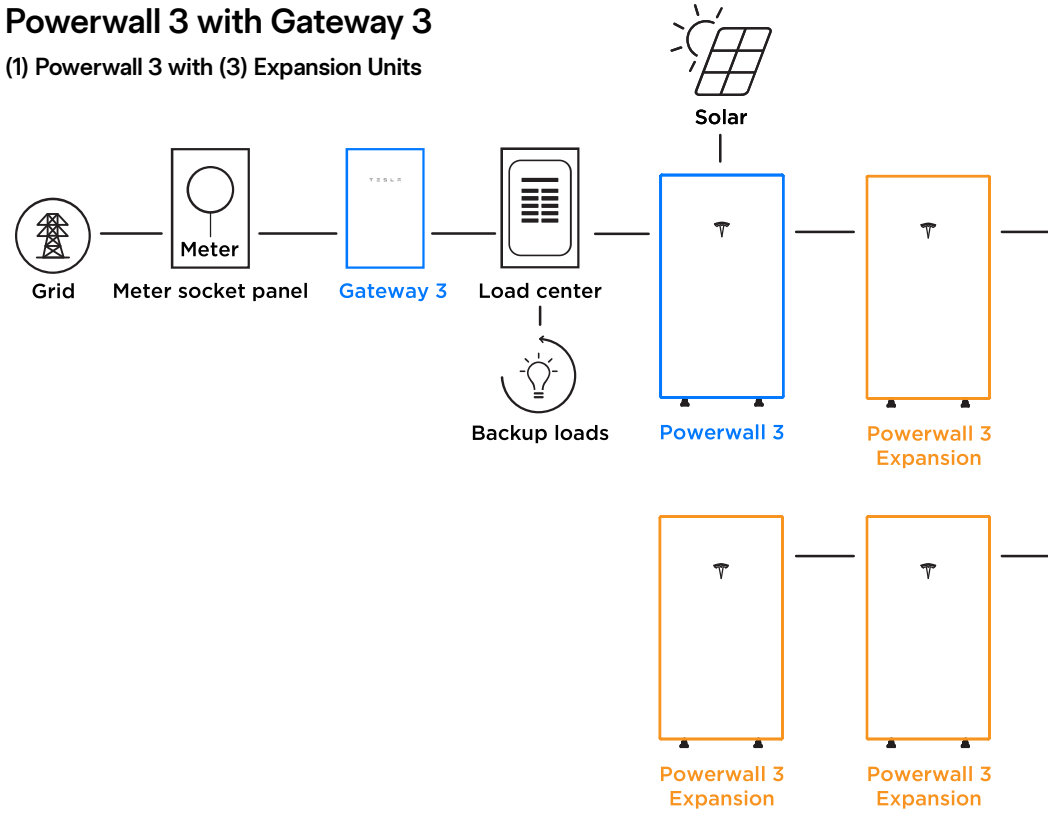 Powerwall 3 with Gateway 3
(1) Powerwall 3 with (3) Expansion Units
Solar
TESLA
Meter
Grid
Meter socket panel
Gateway 3
Load center
Backup loads
Powerwall 3
Powerwall 3
Expansion
Powerwall 3
Expansion
Powerwall 3
Expansion